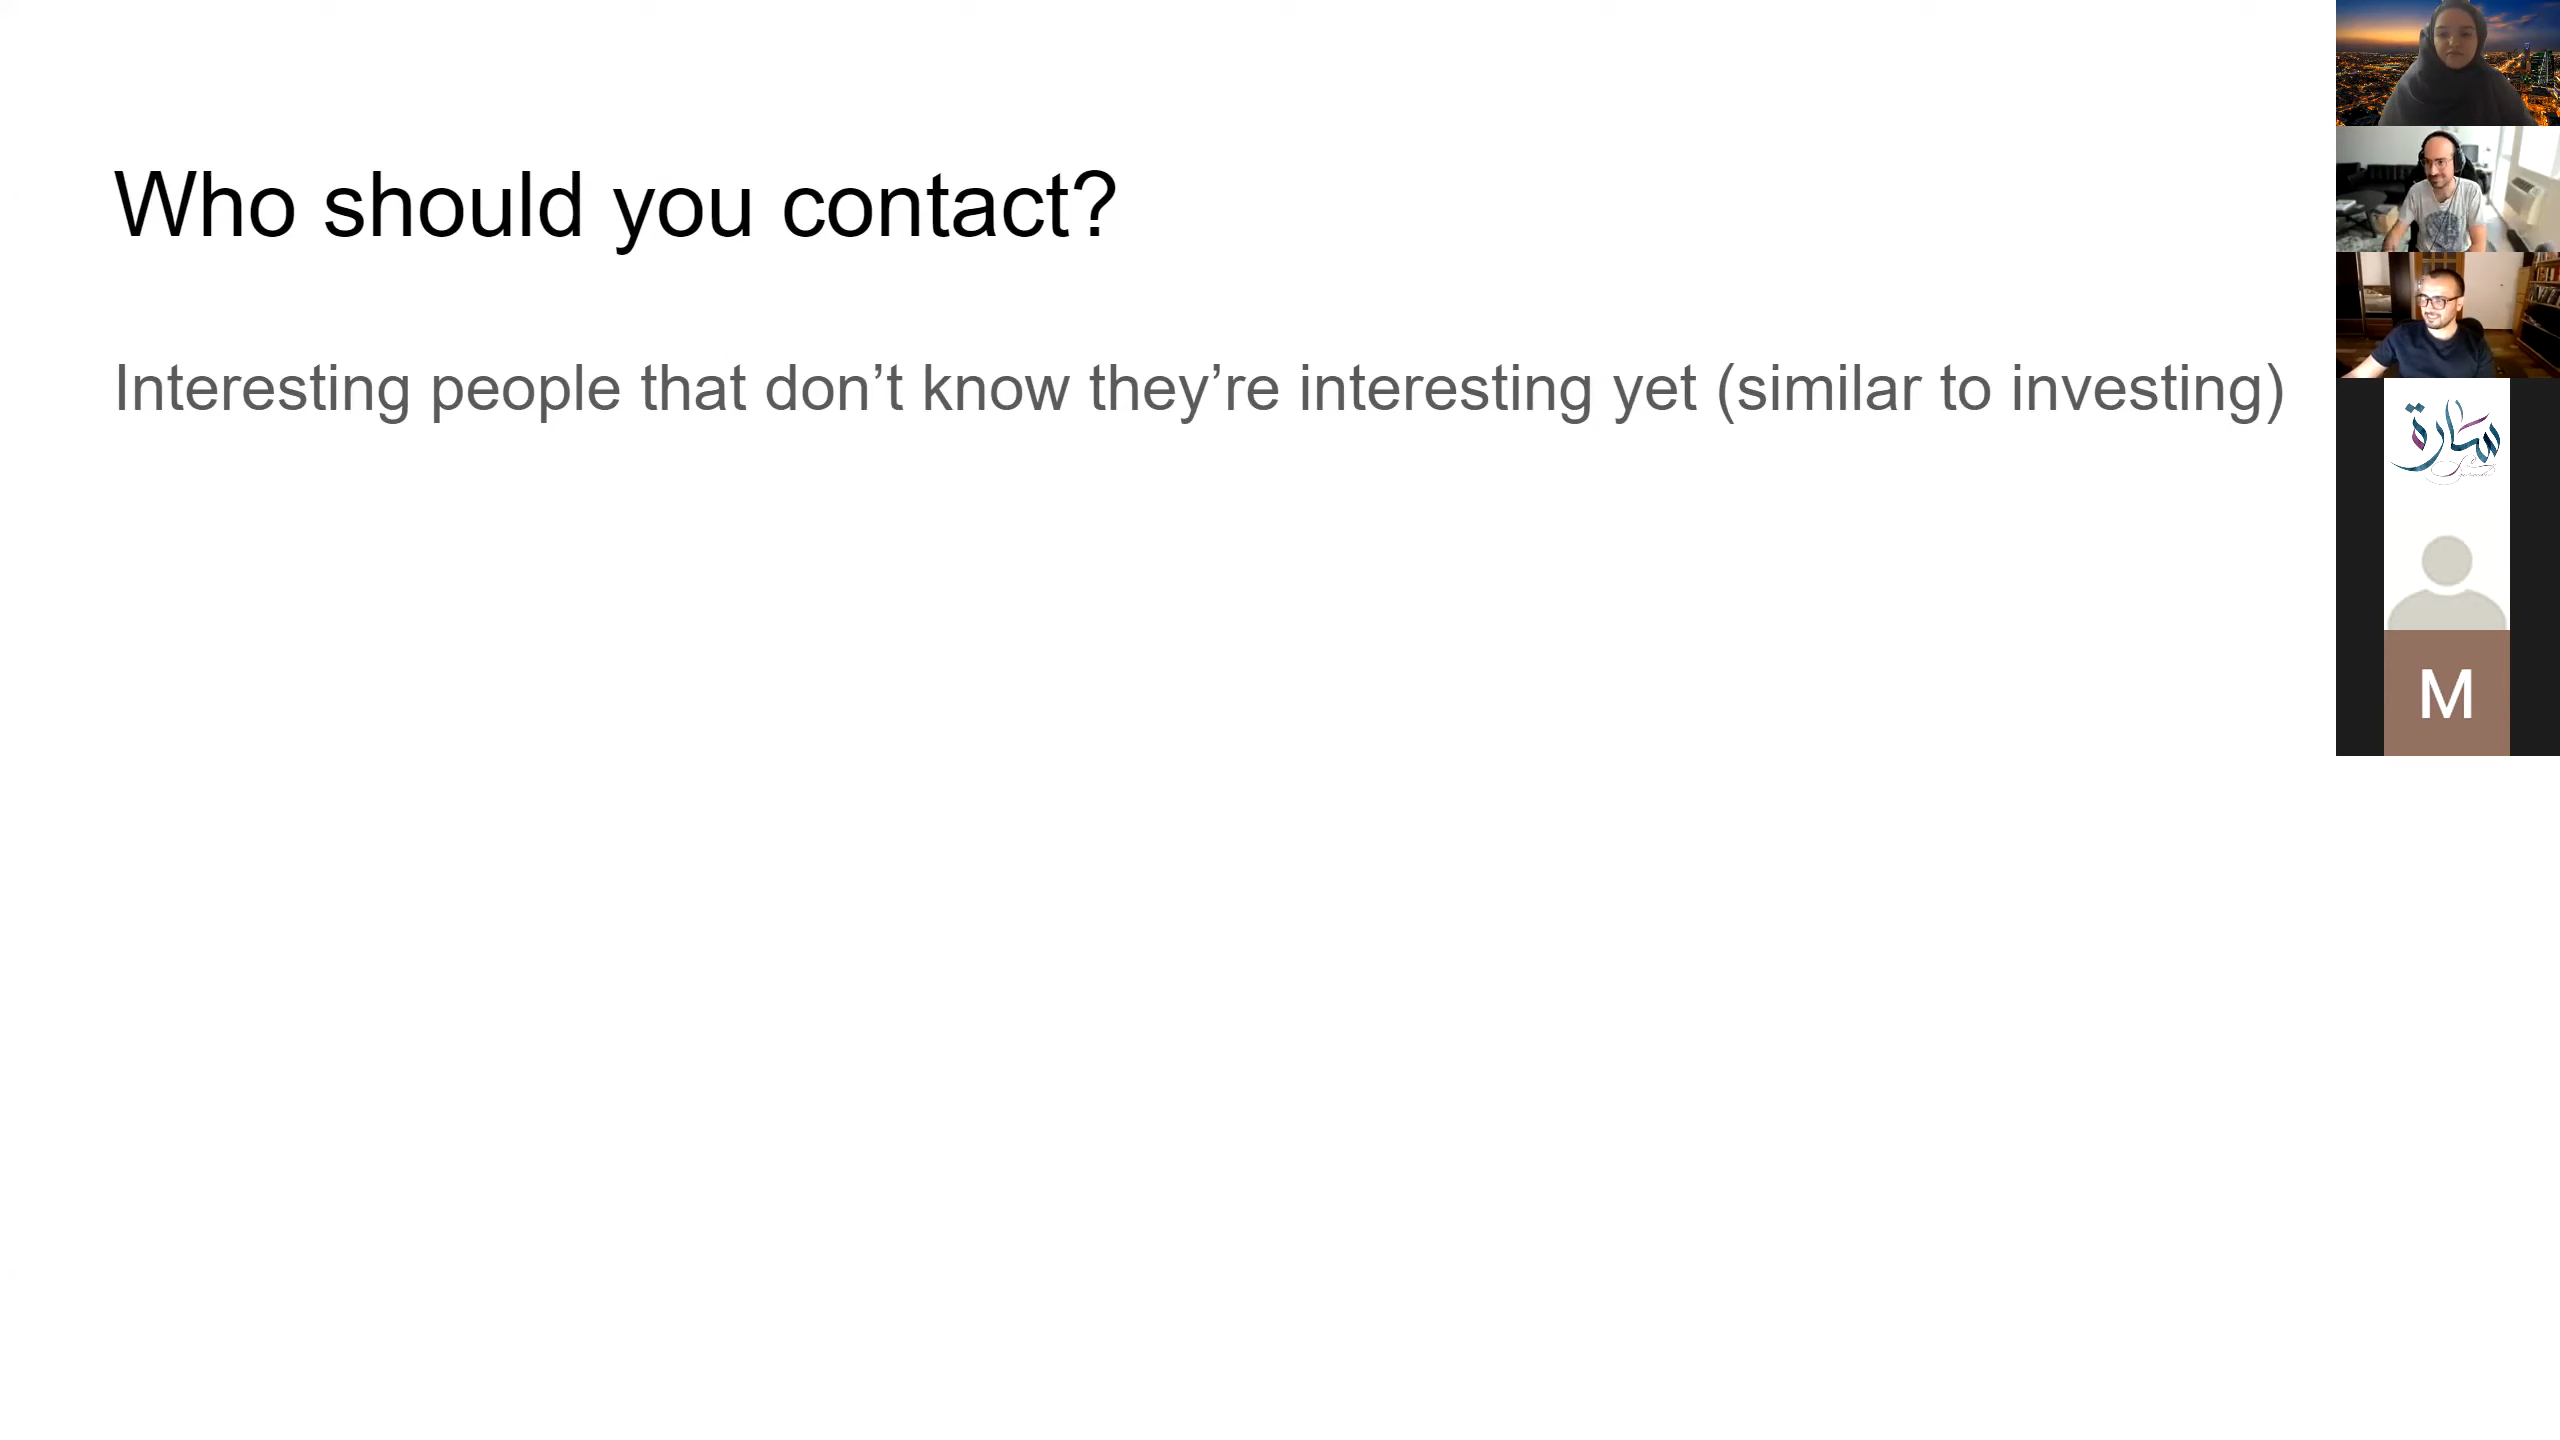 Who should you contact?
Interesting people that don’t know they’re interesting yet (similar to investing)
سارة
M